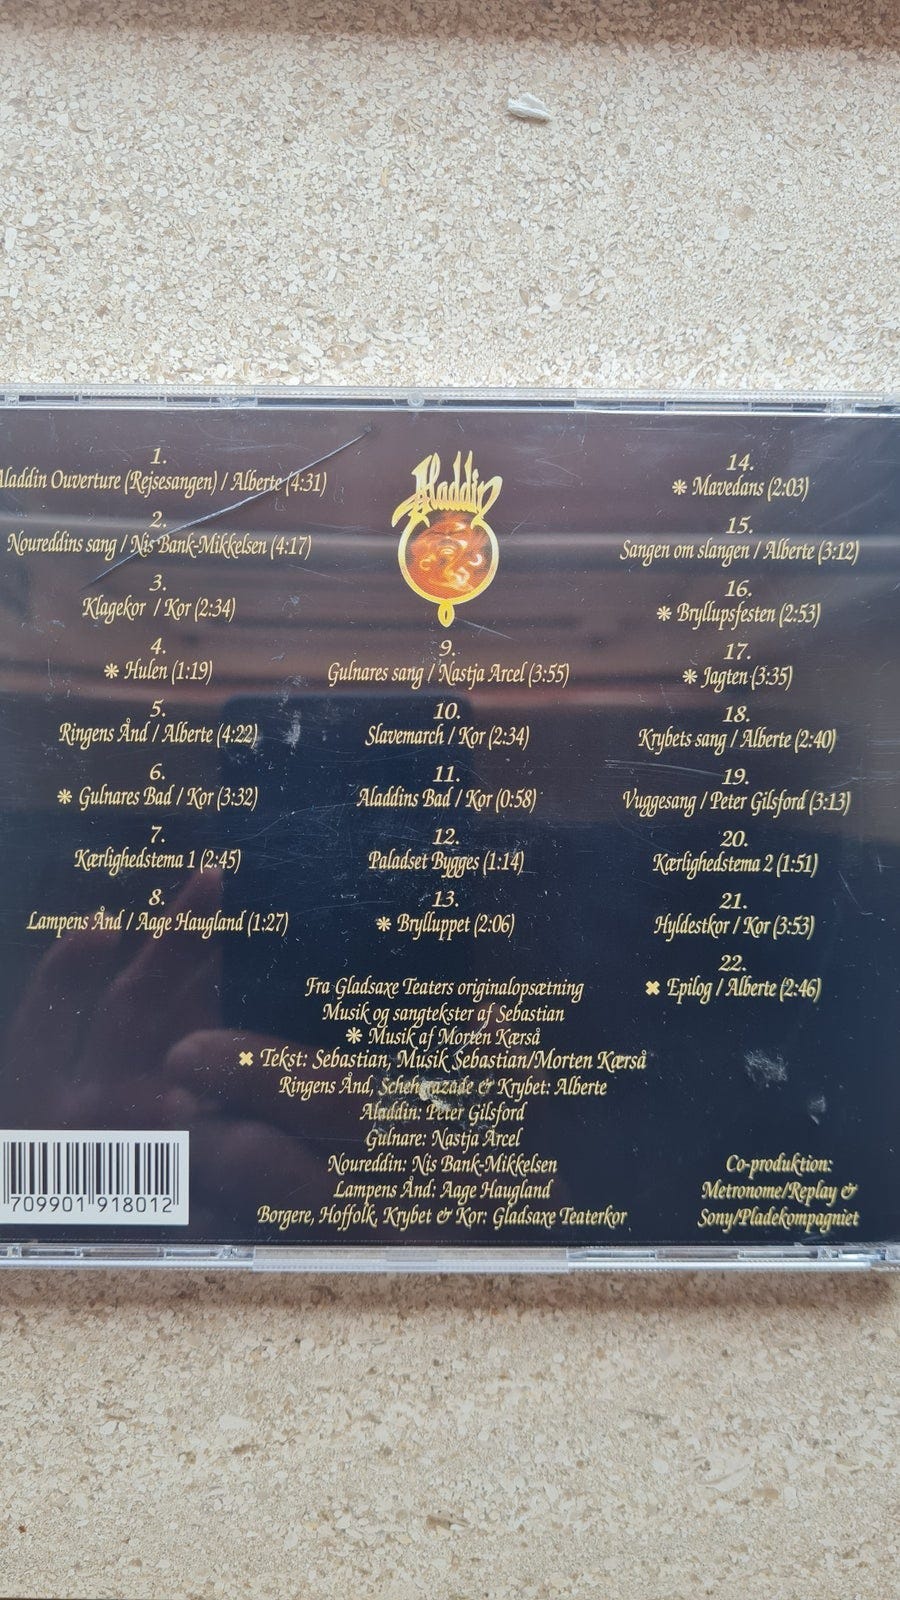 1.
Aladdin Ouverture (Rejsesangen) / Alberte (4:31)
2.
Noureddins sang / Nis Bank-Mikkelsen (4:17)
3.
Klagekor / Kor (2:34)
4.
❋ Hulen (1:19)
5.
Ringens Ånd / Alberte (4:22)
6.
❋ Gulnares Bad / Kor (3:32)
7.
Kærlighedstema 1 (2:45)
8.
Lampens Ånd / Aage Haugland (1:27)
Aladdin
9.
Gulnares sang / Nastja Arcel (3:55)
10.
Slavemarch / Kor (2:34)
11.
Aladdins Bad / Kor (0:58)
12.
Paladset Bygges (1:14)
13.
❋ Brylluppet (2:06)
14.
❋ Mavedans (2:03)
15.
Sangen om slangen / Alberte (3:12)
16.
❋ Bryllupsfesten (2:53)
17.
❋ Jagten (3:35)
18.
Krybets sang / Alberte (2:40)
19.
Vuggesang / Peter Gilsford (3:13)
20.
Kærlighedstema 2 (1:51)
21.
Hyldestkor / Kor (3:53)
22.
✖ Epilog / Alberte (2:46)
Fra Gladsaxe Teaters originalopsætning
Musik og sangtekster af Sebastian
❋ Musik af Morten Kærså
✖ Tekst: Sebastian, Musik Sebastian/Morten Kærså
Ringens Ånd, Scheherazade & Krybet: Alberte
Aladdin: Peter Gilsford
Gulnare: Nastja Arcel
Noureddin: Nis Bank-Mikkelsen
Lampens Ånd: Aage Haugland
Borgere, Hoffolk, Krybet & Kor: Gladsaxe Teaterkor
Co-produktion:
Metronome/Replay &
Sony/Pladekompagniet
709901 918012